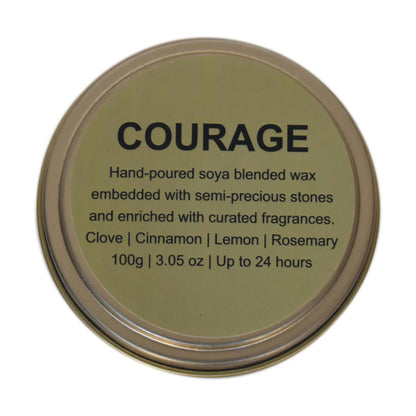 COURAGE
Hand-poured soya blended wax
embedded with semi-precious stones
and enriched with curated fragrances.
Clove | Cinnamon | Lemon | Rosemary
100g | 3.05 oz | Up to 24 hours